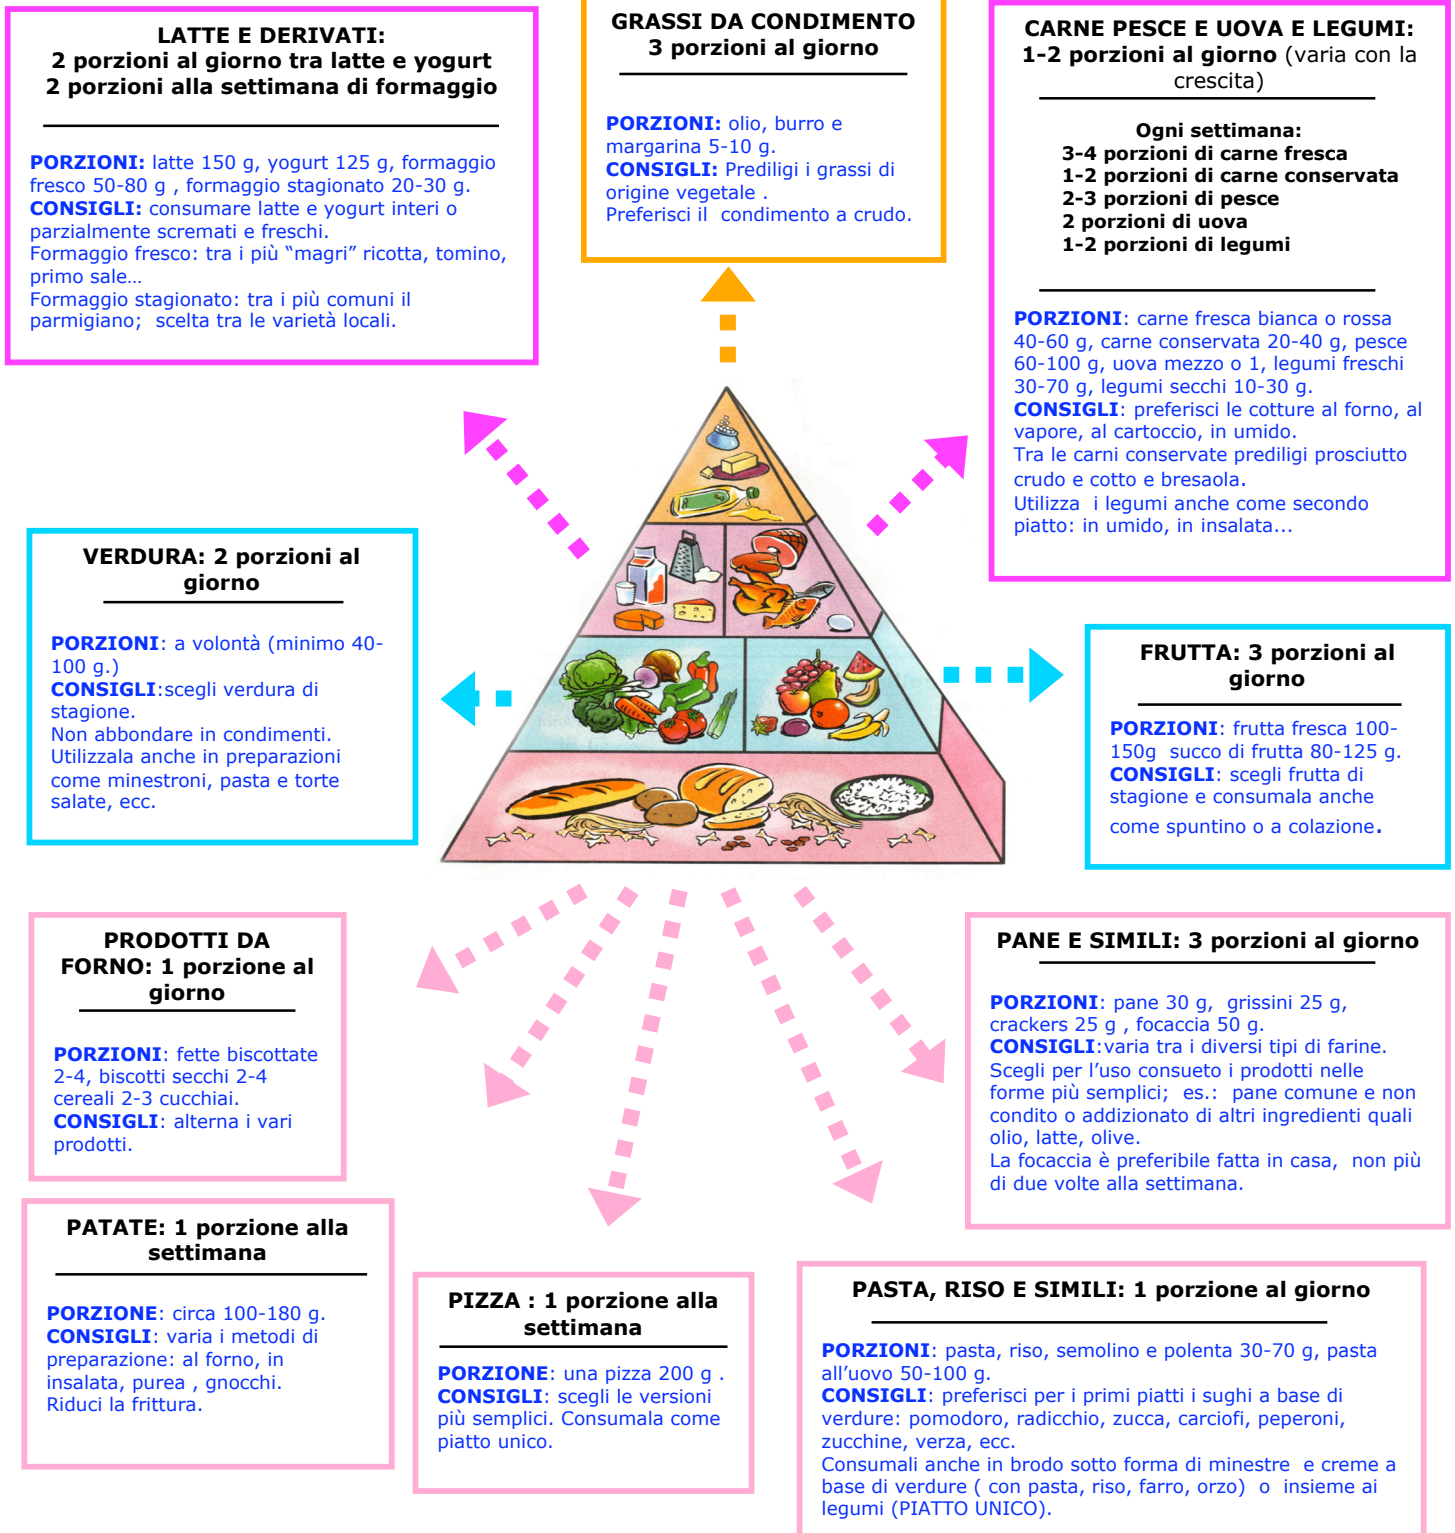 LATTE E DERIVATI:
2 porzioni al giorno tra latte e yogurt
2 porzioni alla settimana di formaggio
PORZIONI: latte 150 g, yogurt 125 g, formaggio
fresco 50-80 g , formaggio stagionato 20-30 g.
CONSIGLI: consumare latte e yogurt interi o
parzialmente scremati e freschi.
Formaggio fresco: tra i più “magri” ricotta, tomino,
primo sale…
Formaggio stagionato: tra i più comuni il
parmigiano; scelta tra le varietà locali.
GRASSI DA CONDIMENTO
3 porzioni al giorno
PORZIONI: olio, burro e
margarina 5-10 g.
CONSIGLI: Prediligi i grassi di
origine vegetale .
Preferisci il condimento a crudo.
CARNE PESCE E UOVA E LEGUMI:
1-2 porzioni al giorno (varia con la
crescita)
Ogni settimana:
3-4 porzioni di carne fresca
1-2 porzioni di carne conservata
2-3 porzioni di pesce
2 porzioni di uova
1-2 porzioni di legumi
PORZIONI: carne fresca bianca o rossa
40-60 g, carne conservata 20-40 g, pesce
60-100 g, uova mezzo o 1, legumi freschi
30-70 g, legumi secchi 10-30 g.
CONSIGLI: preferisci le cotture al forno, al
vapore, al cartoccio, in umido.
Tra le carni conservate prediligi prosciutto
crudo e cotto e bresaola.
Utilizza i legumi anche come secondo
piatto: in umido, in insalata...
VERDURA: 2 porzioni al
giorno
PORZIONI: a volontà (minimo 40-
100 g.)
CONSIGLI:scegli verdura di
stagione.
Non abbondare in condimenti.
Utilizzala anche in preparazioni
come minestroni, pasta e torte
salate, ecc.
FRUTTA: 3 porzioni al
giorno
PORZIONI: frutta fresca 100-
150g succo di frutta 80-125 g.
CONSIGLI: scegli frutta di
stagione e consumala anche
come spuntino o a colazione.
PRODOTTI DA
FORNO: 1 porzione al
giorno
PORZIONI: fette biscottate
2-4, biscotti secchi 2-4
cereali 2-3 cucchiai.
CONSIGLI: alterna i vari
prodotti.
PANE E SIMILI: 3 porzioni al giorno
PORZIONI: pane 30 g, grissini 25 g,
crackers 25 g , focaccia 50 g.
CONSIGLI:varia tra i diversi tipi di farine.
Scegli per l’uso consueto i prodotti nelle
forme più semplici; es.: pane comune e non
condito o addizionato di altri ingredienti quali
olio, latte, olive.
La focaccia è preferibile fatta in casa, non più
di due volte alla settimana.
PATATE: 1 porzione alla
settimana
PORZIONE: circa 100-180 g.
CONSIGLI: varia i metodi di
preparazione: al forno, in
insalata, purea , gnocchi.
Riduci la frittura.
PIZZA : 1 porzione alla
settimana
PORZIONE: una pizza 200 g .
CONSIGLI: scegli le versioni
più semplici. Consumala come
piatto unico.
PASTA, RISO E SIMILI: 1 porzione al giorno
PORZIONI: pasta, riso, semolino e polenta 30-70 g, pasta
all’uovo 50-100 g.
CONSIGLI: preferisci per i primi piatti i sughi a base di
verdure: pomodoro, radicchio, zucca, carciofi, peperoni,
zucchine, verza, ecc.
Consumali anche in brodo sotto forma di minestre e creme a
base di verdure ( con pasta, riso, farro, orzo) o insieme ai
legumi (PIATTO UNICO).